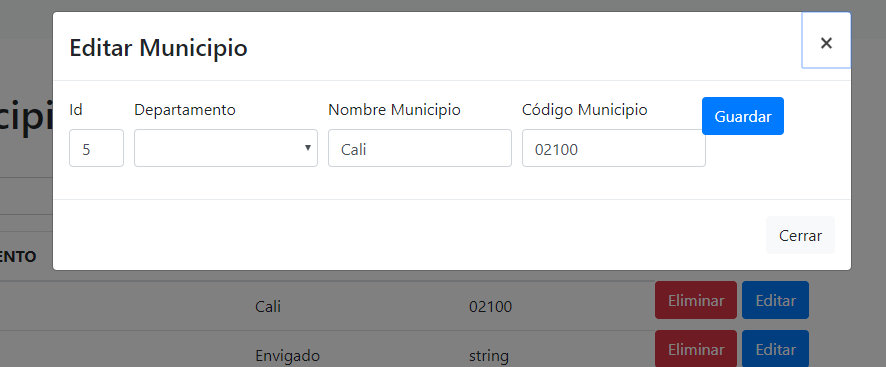 Editar Municipio
×
cipi
Id Departamento Nombre Municipio Código Municipio Guardar
5 Cali 02100
Cerrar
ENTO
Cali 02100 Eliminar Editar
Envigado string Eliminar Editar